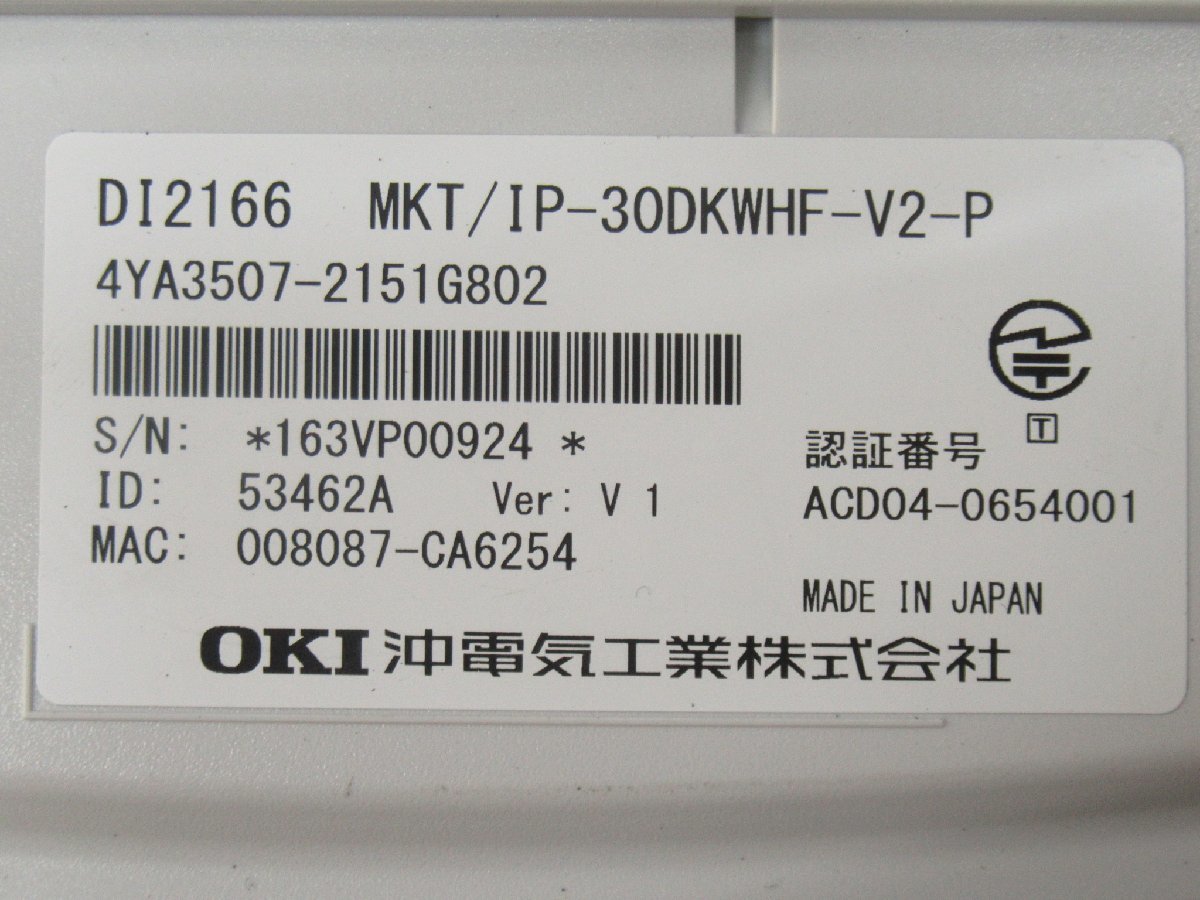 DI2166 MKT/IP-30DKWHF-V2-P
4YA3507-2151G802
S/N: *163VP00924 *
ID: 53462A Ver: V 1
MAC: 008087-CA6254
T
認証番号
ACD04-0654001
MADE IN JAPAN
OKI 沖電気工業株式会社